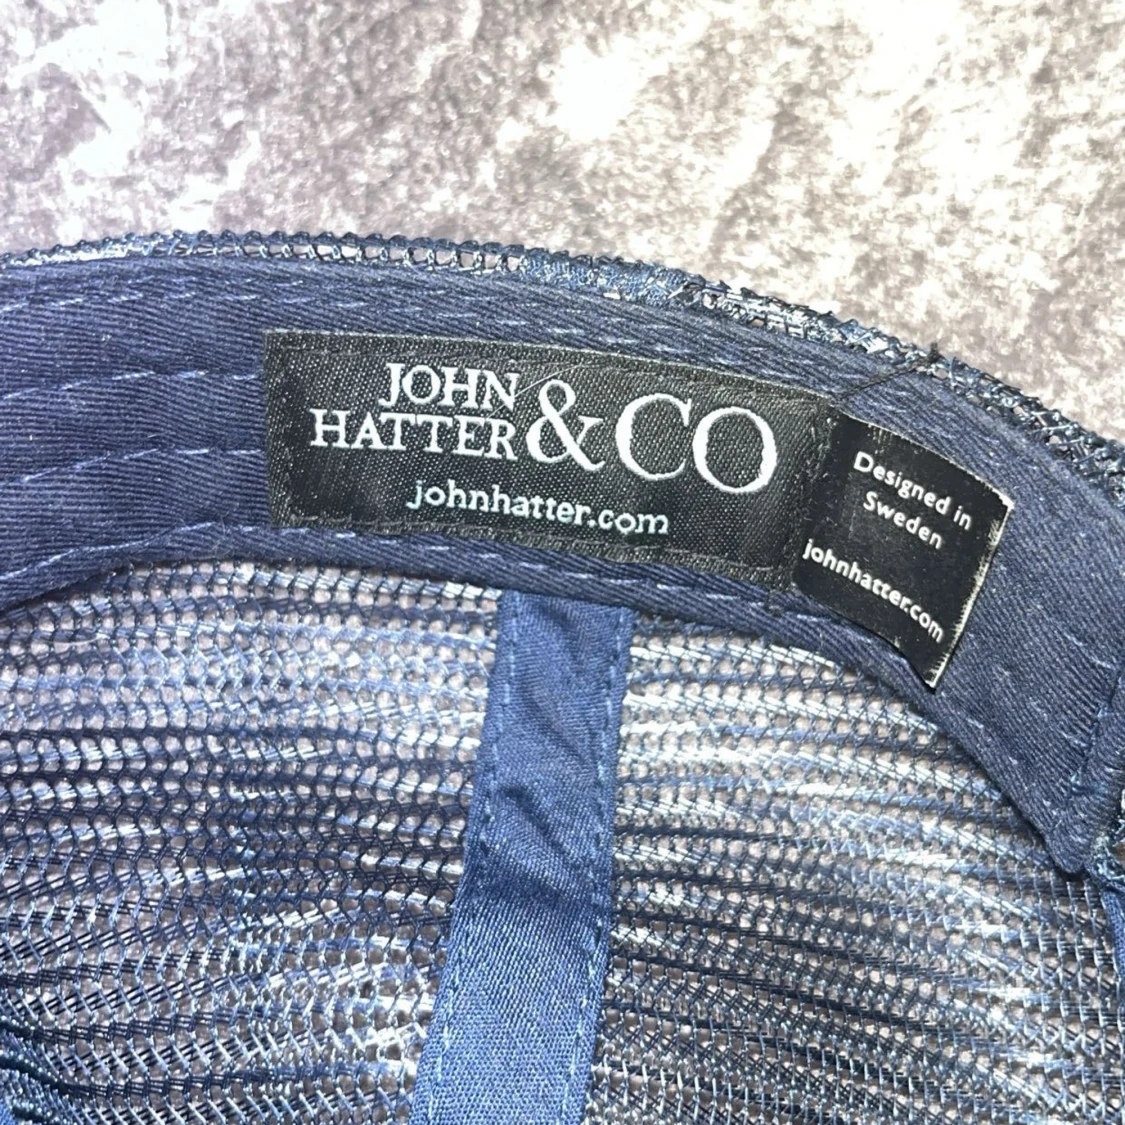 JOHN
HATTER & CO
johnhatter.com
Designed in
Sweden
johnhatter.com